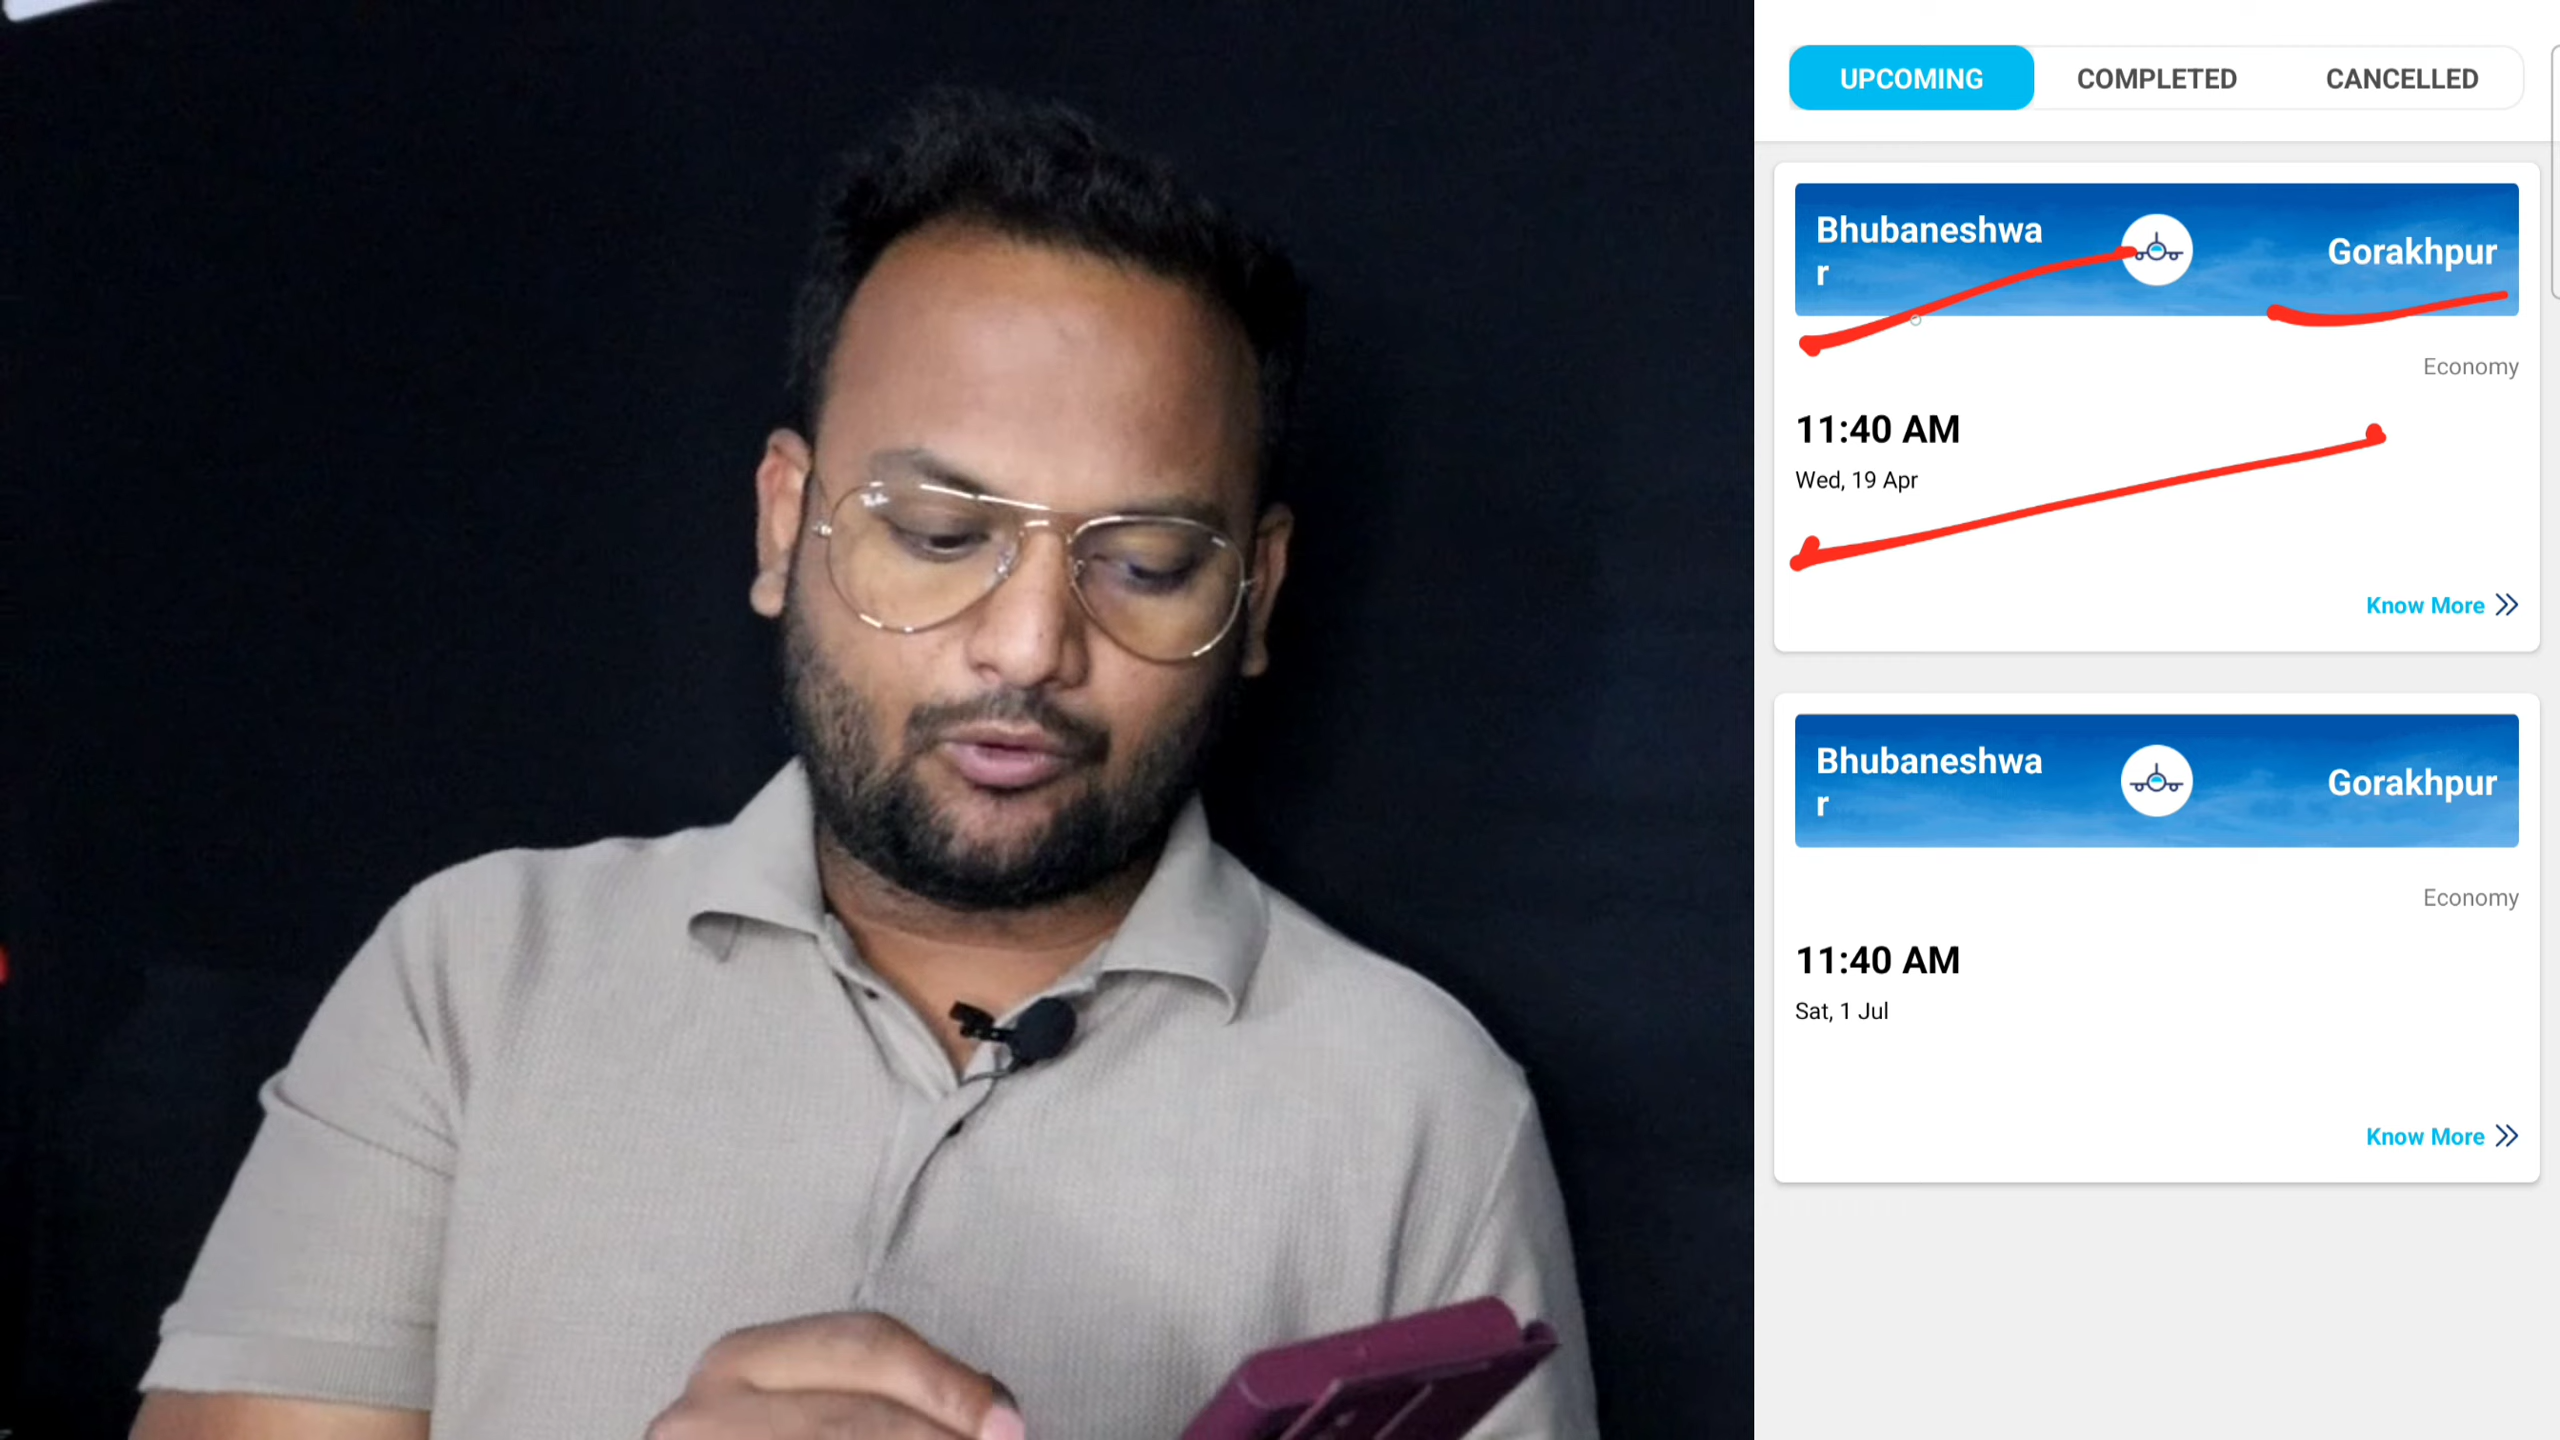 UPCOMING COMPLETED CANCELLED
Bhubaneshwa
r
Gorakhpur
Economy
11:40 AM
Wed, 19 Apr
Know More
Bhubaneshwa
r
Gorakhpur
Economy
11:40 AM
Sat, 1 Jul
Know More